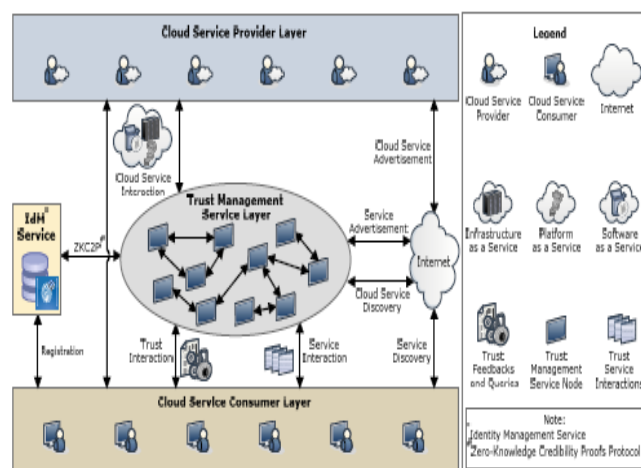 Cloud Service Provider Layer
Cloud Service
Interaction
Cloud Service
Advertisement
Trust Management
Service Layer
IdM*
Service
ZKC2P#
Service
Advertisement
Internet
Cloud Service
Discovery
Registration
Trust
Interaction
Service
Interaction
Service
Discovery
Cloud Service Consumer Layer
Legend
Cloud Service
Provider
Cloud Service
Consumer
Internet
Infrastructure
as a Service
Platform
as a Service
Software
as a Service
Trust
Feedbacks
and Queries
Trust
Management
Service Node
Trust
Service
Interactions
Note:
*Identity Management Service
#Zero-Knowledge Credibility Proofs Protocol